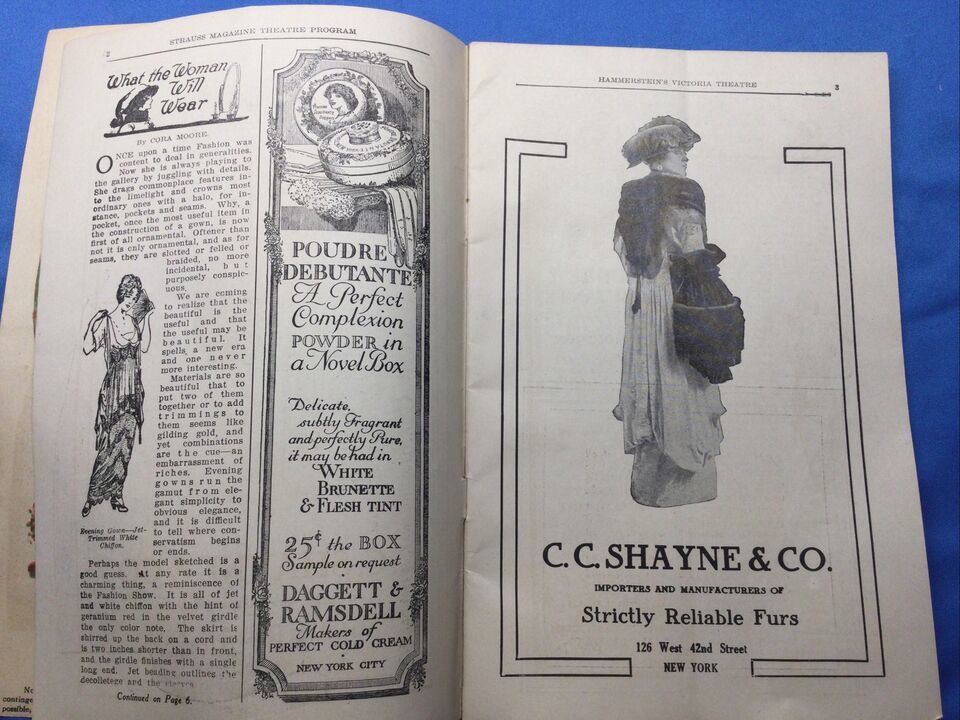 2
STRAUSS MAGAZINE THEATRE PROGRAM
What the Woman
Will
Wear
By CORA MOORE.
ONCE upon a time Fashion was
content to deal in generalities.
Now she is always playing to
the gallery by juggling with details.
She drags commonplace features in-
to the limelight and crowns most
ordinary ones with a halo, for in-
stance, pockets and seams. Why, a
pocket, once the most useful item in
the construction of a gown, is now
first of all ornamental. Oftener than
not it is only ornamental, and as for
seams, they are slotted or felled or
braided, no more
incidental, but
purposely conspic-
uous.
We are coming
to realize that the
beautiful is the
useful and that
the useful may be
beautiful. It
spells a new era
and one never
more interesting.
Materials are so
beautiful that to
put two of them
together or to add
trimmings to
them seems like
gilding gold, and
yet combinations
are the cue—an
embarrassment of
riches. Evening
gowns run the
gamut from ele-
gant simplicity to
obvious elegance,
and it is difficult
to tell where con-
servatism begins
or ends.
Evening Gown—Jet-
Trimmed White
Chiffon.
Perhaps the model sketched is a
good guess. At any rate it is a
charming thing, a reminiscence of
the Fashion Show. It is all of jet
and white chiffon with the hint of
geranium red in the velvet girdle
the only color note. The skirt is
shirred up the back on a cord and
is two inches shorter than in front,
and the girdle finishes with a single
long end. Jet beading outlines the
decolletege and the sleeves
Continued on Page 6.
POUDRE
DEBUTANTE
A Perfect
Complexion
POWDER in
a Novel Box
Delicate,
subtly Fragrant
and perfectly Pure,
it may be had in
WHITE
BRUNETTE
& FLESH TINT
25¢ the BOX
Sample on request
DAGGETT &
RAMSDELL
Makers of
PERFECT COLD CREAM
NEW YORK CITY
HAMMERSTEIN'S VICTORIA THEATRE
3
C. C. SHAYNE & CO.
IMPORTERS AND MANUFACTURERS OF
Strictly Reliable Furs
126 West 42nd Street
NEW YORK
No
continge
possible,